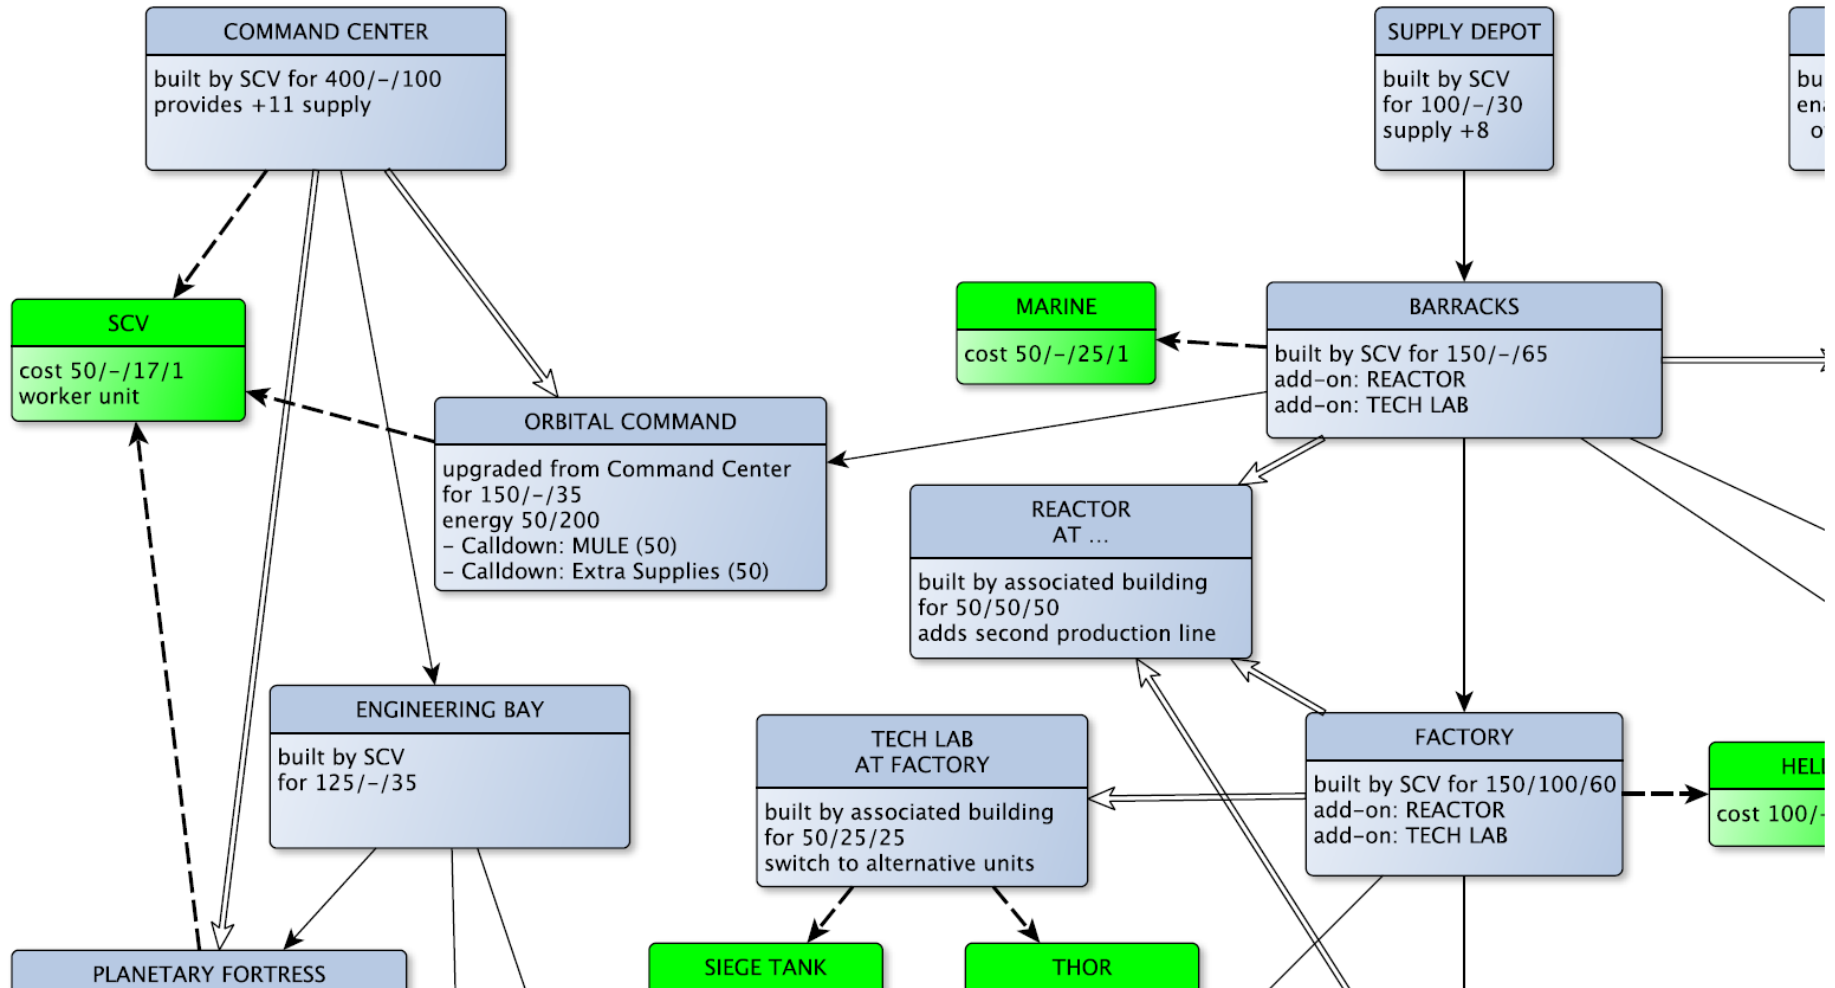 COMMAND CENTER
built by SCV for 400/-/100
provides +11 supply
SUPPLY DEPOT
built by SCV
for 100/-/30
supply +8
SCV
cost 50/-/17/1
worker unit
MARINE
cost 50/-/25/1
BARRACKS
built by SCV for 150/-/65
add-on: REACTOR
add-on: TECH LAB
ORBITAL COMMAND
upgraded from Command Center
for 150/-/35
energy 50/200
- Calldown: MULE (50)
- Calldown: Extra Supplies (50)
REACTOR
AT ...
built by associated building
for 50/50/50
adds second production line
ENGINEERING BAY
built by SCV
for 125/-/35
TECH LAB
AT FACTORY
built by associated building
for 50/25/25
switch to alternative units
FACTORY
built by SCV for 150/100/60
add-on: REACTOR
add-on: TECH LAB
cost 100/-
PLANETARY FORTRESS
SIEGE TANK
THOR